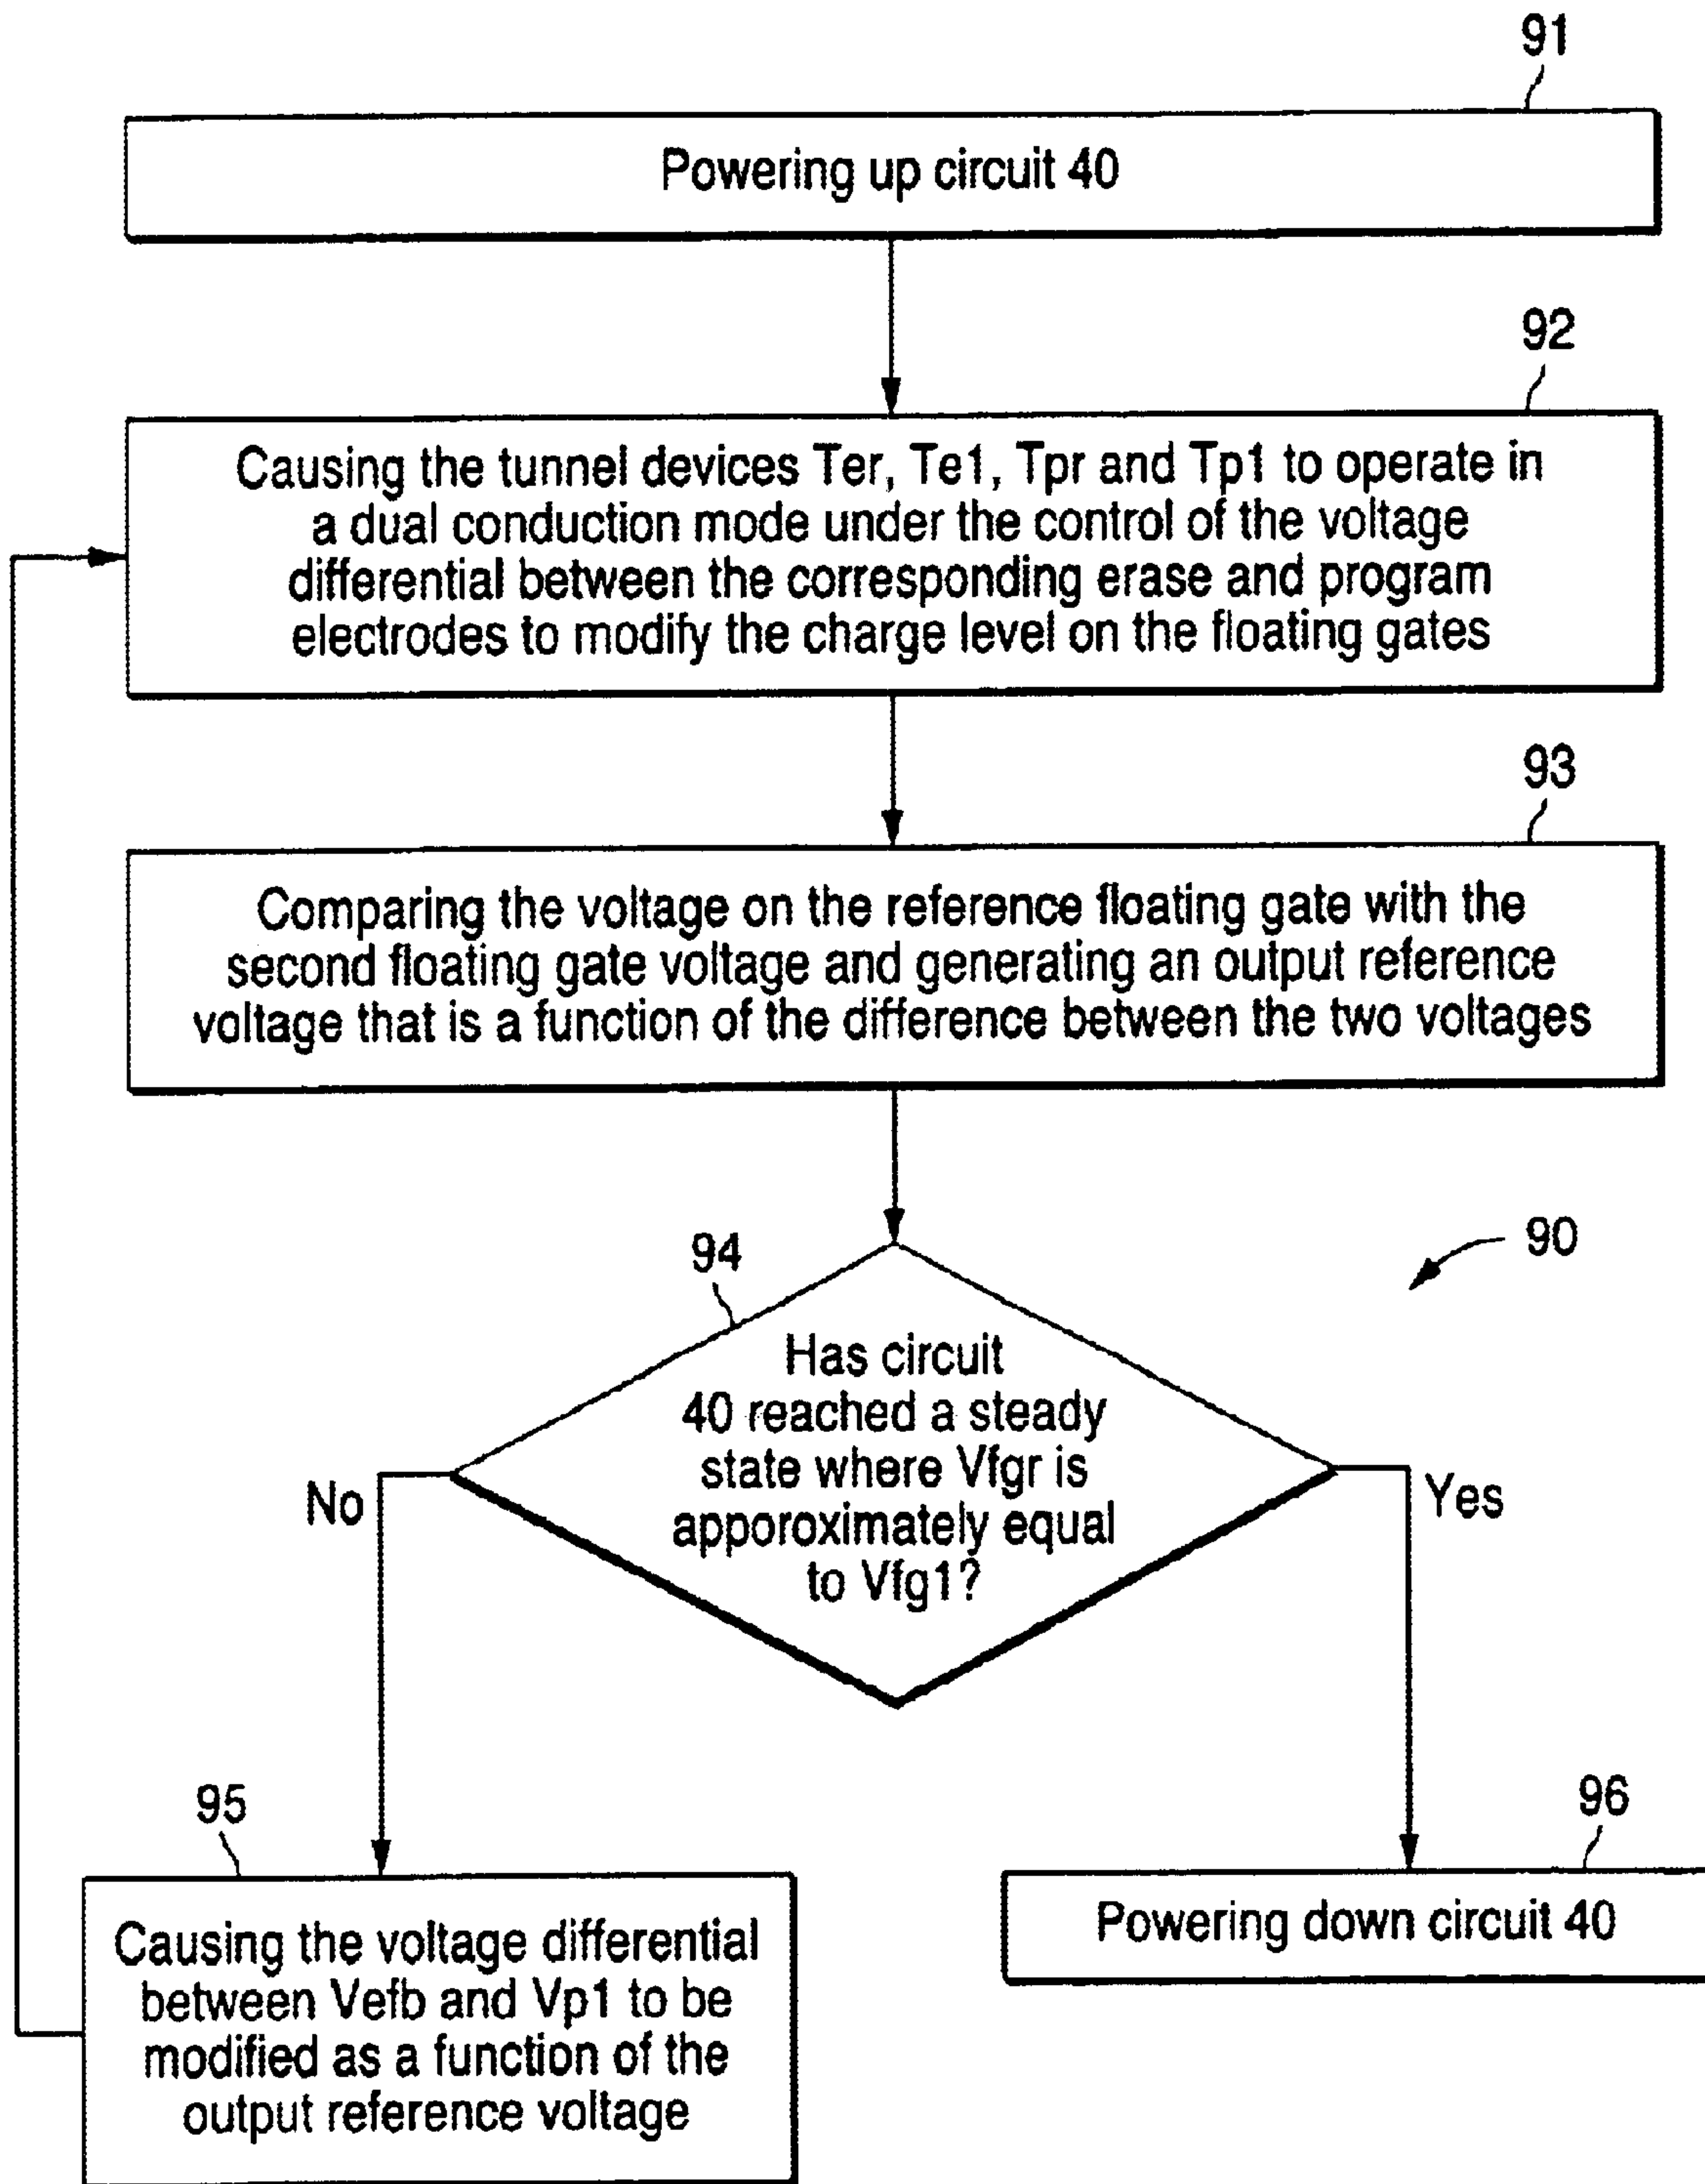 91
Powering up circuit 40
92
Causing the tunnel devices Ter, Te1, Tpr and Tp1 to operate in
a dual conduction mode under the control of the voltage
differential between the corresponding erase and program
electrodes to modify the charge level on the floating gates
93
Comparing the voltage on the reference floating gate with the
second floating gate voltage and generating an output reference
voltage that is a function of the difference between the two voltages
90
94
Has circuit
40 reached a steady
state where Vfgr is
apporoximately equal
to Vfg1?
No
Yes
95
Causing the voltage differential
between Vefb and Vp1 to be
modified as a function of the
output reference voltage
96
Powering down circuit 40